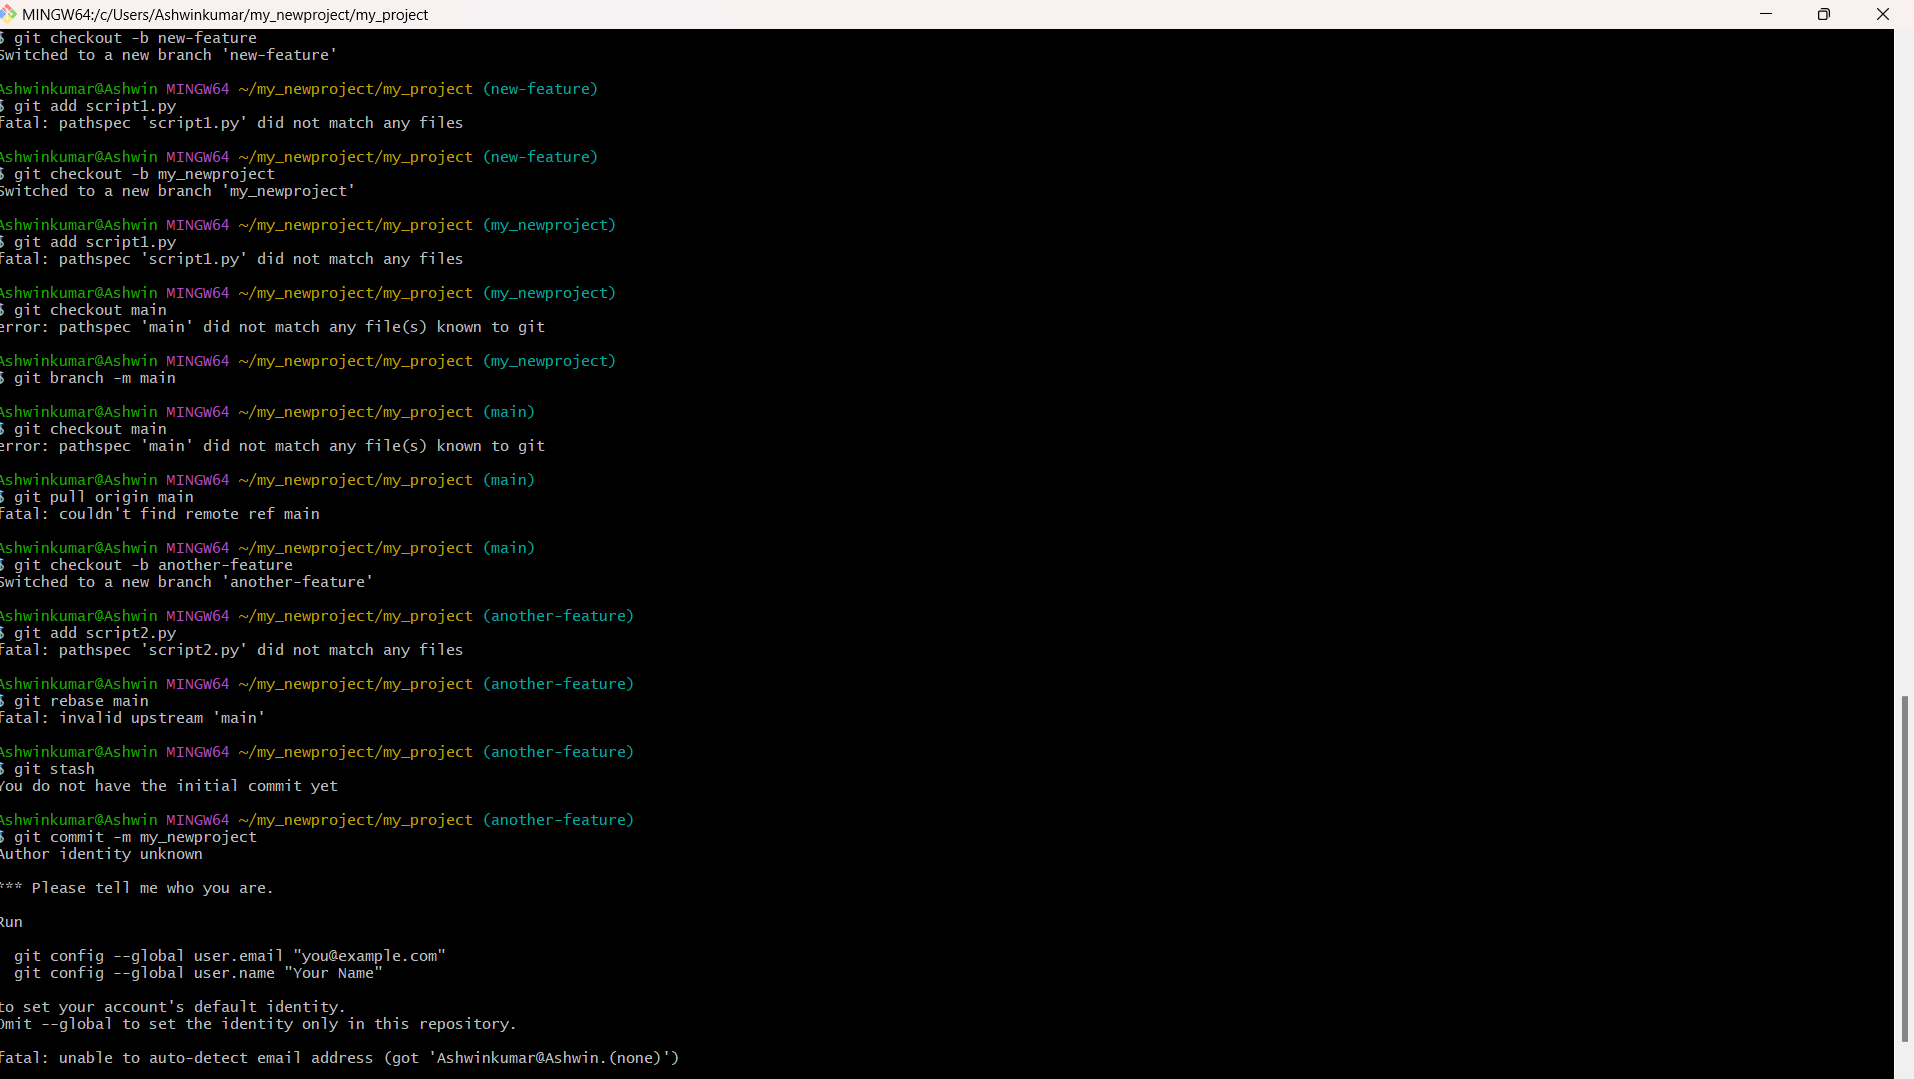 MINGW64:/c/Users/Ashwinkumar/my_newproject/my_project
$ git checkout -b new-feature
Switched to a new branch 'new-feature'
Ashwinkumar@Ashwin MINGW64 ~/my_newproject/my_project (new-feature)
$ git add script1.py
fatal: pathspec 'script1.py' did not match any files
Ashwinkumar@Ashwin MINGW64 ~/my_newproject/my_project (new-feature)
$ git checkout -b my_newproject
Switched to a new branch 'my_newproject'
Ashwinkumar@Ashwin MINGW64 ~/my_newproject/my_project (my_newproject)
$ git add script1.py
fatal: pathspec 'script1.py' did not match any files
Ashwinkumar@Ashwin MINGW64 ~/my_newproject/my_project (my_newproject)
$ git checkout main
error: pathspec 'main' did not match any file(s) known to git
Ashwinkumar@Ashwin MINGW64 ~/my_newproject/my_project (my_newproject)
$ git branch -m main
Ashwinkumar@Ashwin MINGW64 ~/my_newproject/my_project (main)
$ git checkout main
error: pathspec 'main' did not match any file(s) known to git
Ashwinkumar@Ashwin MINGW64 ~/my_newproject/my_project (main)
$ git pull origin main
fatal: couldn't find remote ref main
Ashwinkumar@Ashwin MINGW64 ~/my_newproject/my_project (main)
$ git checkout -b another-feature
Switched to a new branch 'another-feature'
Ashwinkumar@Ashwin MINGW64 ~/my_newproject/my_project (another-feature)
$ git add script2.py
fatal: pathspec 'script2.py' did not match any files
Ashwinkumar@Ashwin MINGW64 ~/my_newproject/my_project (another-feature)
$ git rebase main
fatal: invalid upstream 'main'
Ashwinkumar@Ashwin MINGW64 ~/my_newproject/my_project (another-feature)
$ git stash
You do not have the initial commit yet
Ashwinkumar@Ashwin MINGW64 ~/my_newproject/my_project (another-feature)
$ git commit -m my_newproject
Author identity unknown
*** Please tell me who you are.
Run
git config --global user.email "you@example.com"
git config --global user.name "Your Name"
to set your account's default identity.
Omit --global to set the identity only in this repository.
fatal: unable to auto-detect email address (got 'Ashwinkumar@Ashwin.(none)')